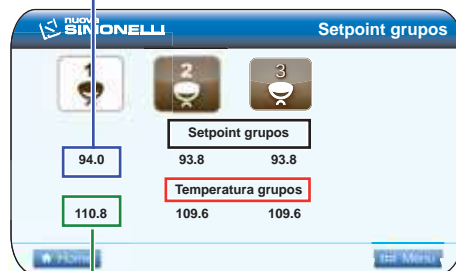 nuova
SIMONELLI
Setpoint grupos
1 2 3
Setpoint grupos
94.0 93.8 93.8
Temperatura grupos
110.8 109.6 109.6
Home Menu